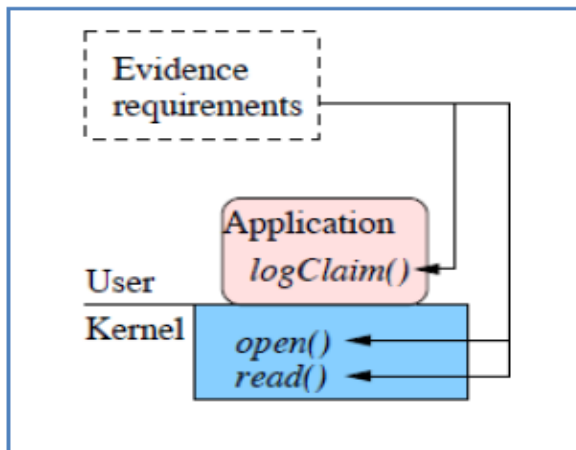 Evidence
requirements
Application
logClaim()
User
Kernel
open()
read()